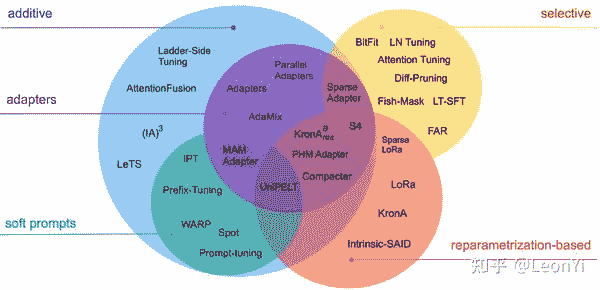 additive
selective
adapters
soft prompts
reparametrization-based
Ladder-Side
Tuning
AttentionFusion
(IA)³
LeTS
Parallel
Adapters
Adapters
AdaMix
MAM
Adapter
Sparse
Adapter
S4
KronA
res
B
PHM Adapter
Compacter
UniPELT
IPT
Prefix-Tuning
WARP
Spot
Prompt-tuning
BitFit
LN Tuning
Attention Tuning
Diff-Pruning
Fish-Mask
LT-SFT
FAR
Sparse
LoRa
LoRa
KronA
Intrinsic-SAID
知乎 @LeonYi